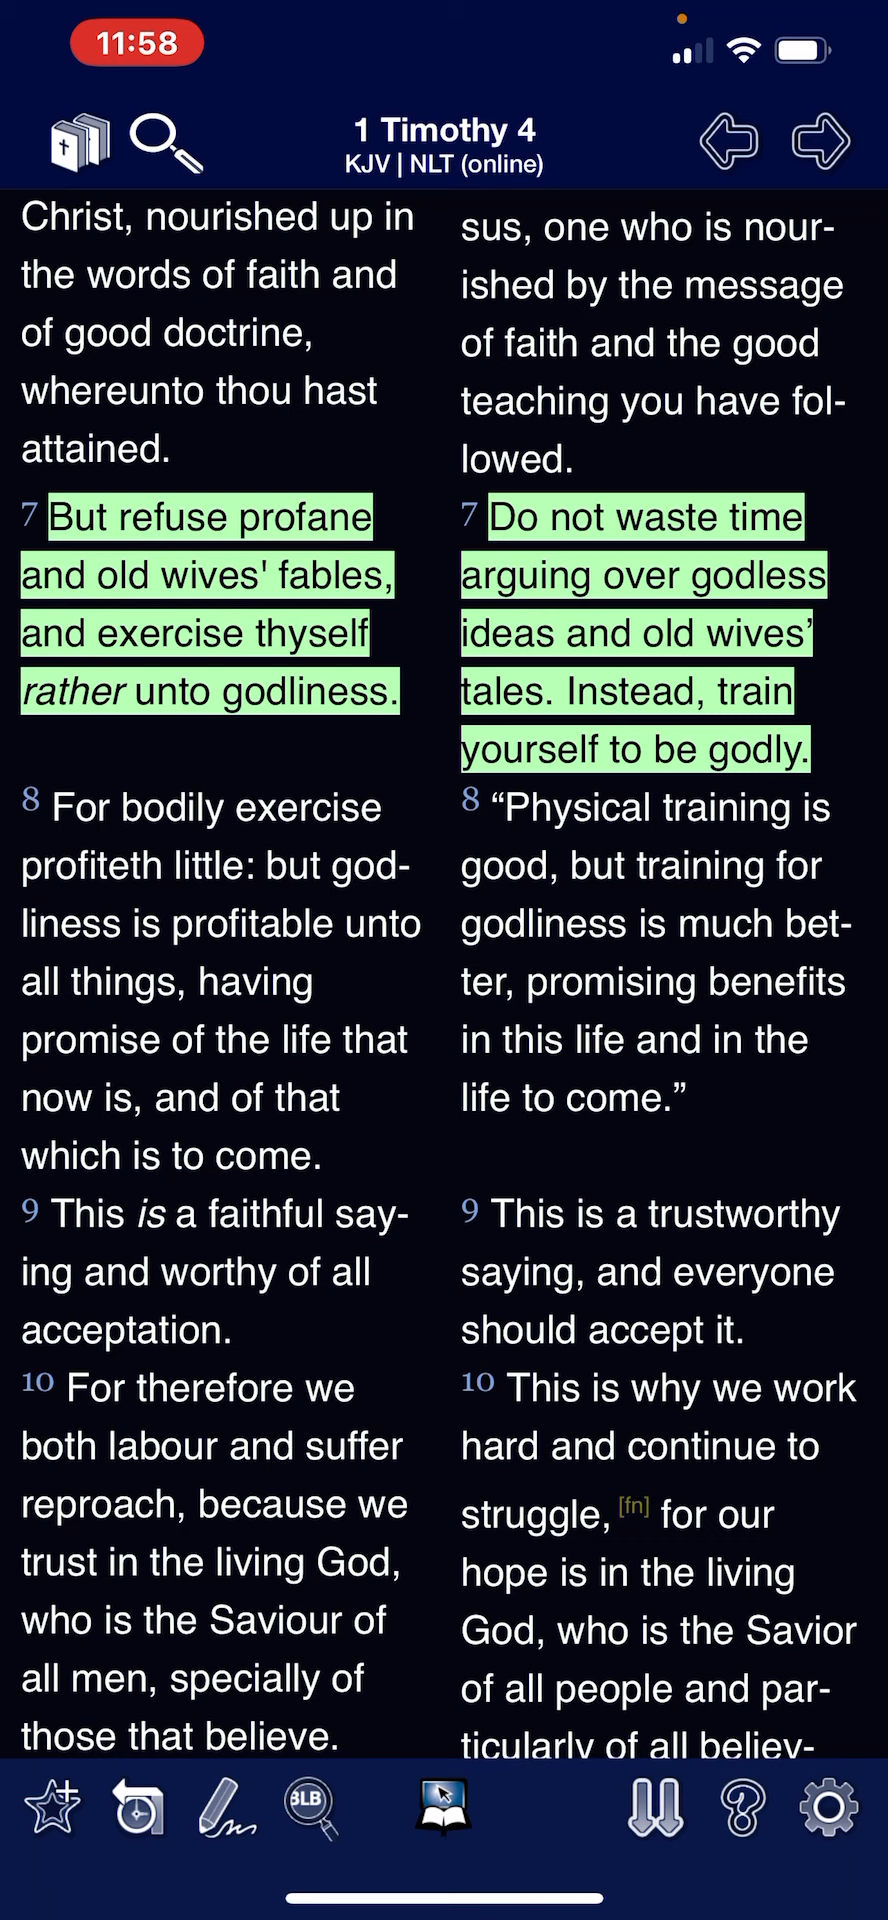 11:58
1 Timothy 4
KJV | NLT (online)
Christ, nourished up in
the words of faith and
of good doctrine,
whereunto thou hast
attained.
7 But refuse profane
and old wives' fables,
and exercise thyself
rather unto godliness.
8 For bodily exercise
profiteth little: but god-
liness is profitable unto
all things, having
promise of the life that
now is, and of that
which is to come.
9 This is a faithful say-
ing and worthy of all
acceptation.
10 For therefore we
both labour and suffer
reproach, because we
trust in the living God,
who is the Saviour of
all men, specially of
those that believe.
sus, one who is nour-
ished by the message
of faith and the good
teaching you have fol-
lowed.
7 Do not waste time
arguing over godless
ideas and old wives’
tales. Instead, train
yourself to be godly.
8 “Physical training is
good, but training for
godliness is much bet-
ter, promising benefits
in this life and in the
life to come.”
9 This is a trustworthy
saying, and everyone
should accept it.
10 This is why we work
hard and continue to
struggle, [fn] for our
hope is in the living
God, who is the Savior
of all people and par-
ticularly of all believ-
BLB